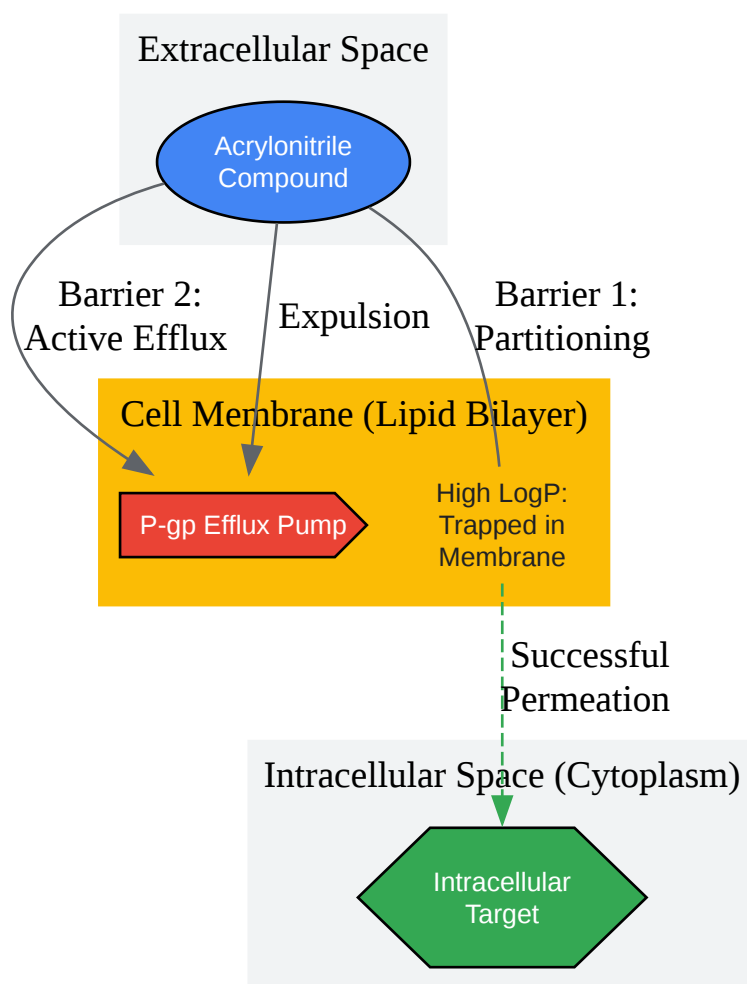 Extracellular Space
Acrylonitrile
Compound
Barrier 2:
Active Efflux
Expulsion
Barrier 1:
Partitioning
Cell Membrane (Lipid Bilayer)
P-gp Efflux Pump
High LogP:
Trapped in
Membrane
Successful
Permeation
Intracellular Space (Cytoplasm)
Intracellular
Target